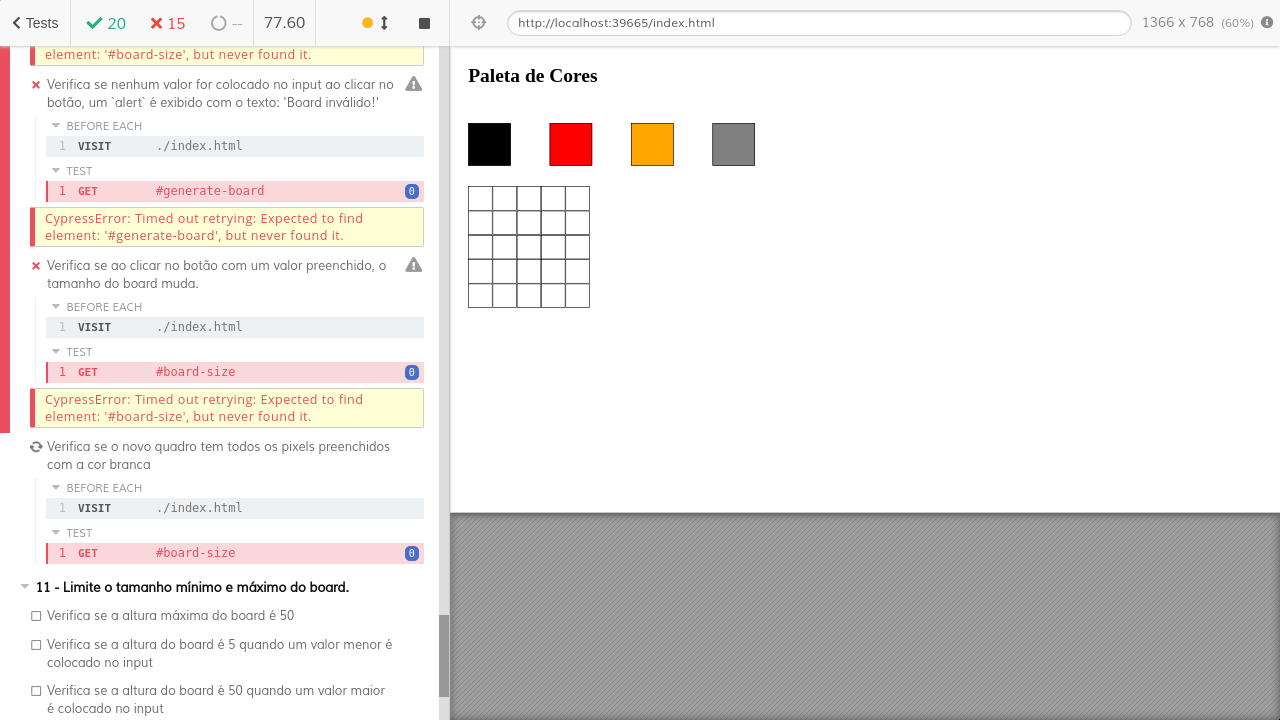 Tests
20
15
--
77.60
http://localhost:39665/index.html
1366 x 768 (60%)
element: '#board-size', but never found it.
Verifica se nenhum valor for colocado no input ao clicar no
botão, um `alert` é exibido com o texto: 'Board inválido!'
BEFORE EACH
1 VISIT ./index.html
TEST
1 GET #generate-board 0
CypressError: Timed out retrying: Expected to find
element: '#generate-board', but never found it.
Verifica se ao clicar no botão com um valor preenchido, o
tamanho do board muda.
BEFORE EACH
1 VISIT ./index.html
TEST
1 GET #board-size 0
CypressError: Timed out retrying: Expected to find
element: '#board-size', but never found it.
Verifica se o novo quadro tem todos os pixels preenchidos
com a cor branca
BEFORE EACH
1 VISIT ./index.html
TEST
1 GET #board-size 0
11 - Limite o tamanho mínimo e máximo do board.
Verifica se a altura máxima do board é 50
Verifica se a altura do board é 5 quando um valor menor é
colocado no input
Verifica se a altura do board é 50 quando um valor maior
é colocado no input
Paleta de Cores